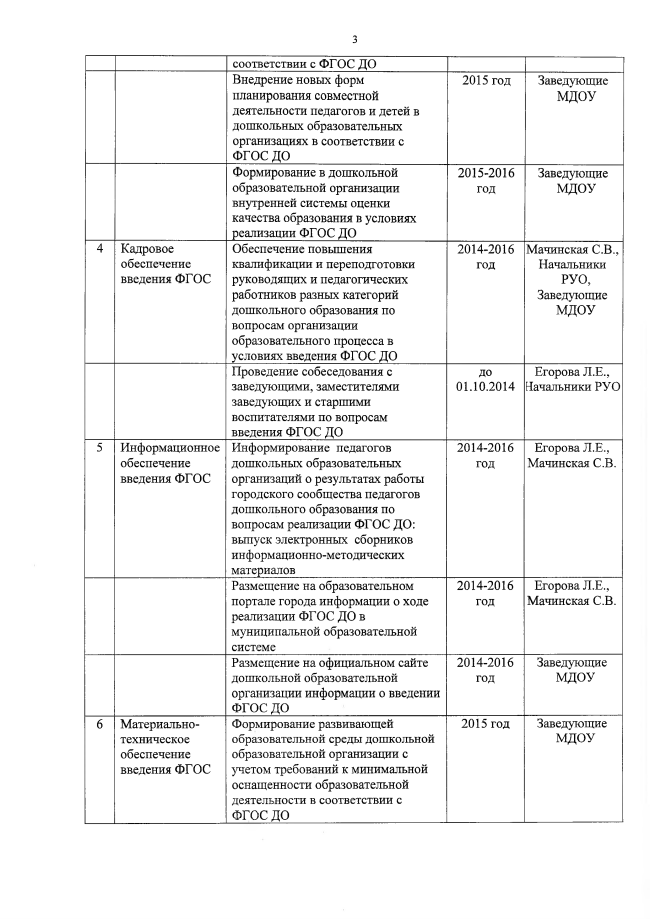 3
соответствии с ФГОС ДО
Внедрение новых форм
планирования совместной
деятельности педагогов и детей в
дошкольных образовательных
организациях в соответствии с
ФГОС ДО
2015 год
Заведующие
МДОУ
Формирование в дошкольной
образовательной организации
внутренней системы оценки
качества образования в условиях
реализации ФГОС ДО
2015-2016
год
Заведующие
МДОУ
4
Кадровое
обеспечение
введения ФГОС
Обеспечение повышения
квалификации и переподготовки
руководящих и педагогических
работников разных категорий
дошкольного образования по
вопросам организации
образовательного процесса в
условиях введения ФГОС ДО
2014-2016
год
Мачинская С.В.,
Начальники
РУО,
Заведующие
МДОУ
Проведение собеседования с
заведующими, заместителями
заведующих и старшими
воспитателями по вопросам
введения ФГОС ДО
до
01.10.2014
Егорова Л.Е.,
Начальники РУО
5
Информационное
обеспечение
введения ФГОС
Информирование педагогов
дошкольных образовательных
организаций о результатах работы
городского сообщества педагогов
дошкольного образования по
вопросам реализации ФГОС ДО:
выпуск электронных сборников
информационно-методических
материалов
2014-2016
год
Егорова Л.Е.,
Мачинская С.В.
Размещение на образовательном
портале города информации о ходе
реализации ФГОС ДО в
муниципальной образовательной
системе
2014-2016
год
Егорова Л.Е.,
Мачинская С.В.
Размещение на официальном сайте
дошкольной образовательной
организации информации о введении
ФГОС ДО
2014-2016
год
Заведующие
МДОУ
6
Материально-
техническое
обеспечение
введения ФГОС
Формирование развивающей
образовательной среды дошкольной
образовательной организации с
учетом требований к минимальной
оснащенности образовательной
деятельности в соответствии с
ФГОС ДО
2015 год
Заведующие
МДОУ